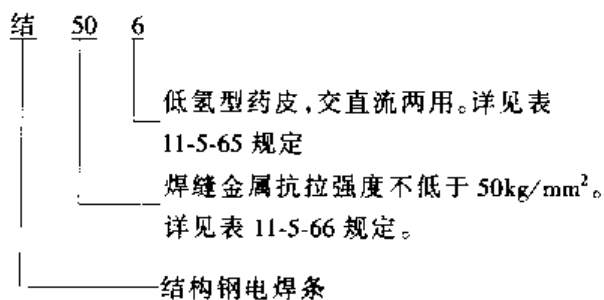 结 50 6
低氢型药皮,交直流两用。详见表
11-5-65 规定
焊缝金属抗拉强度不低于 50kg/mm²。
详见表 11-5-66 规定。
结构钢电焊条